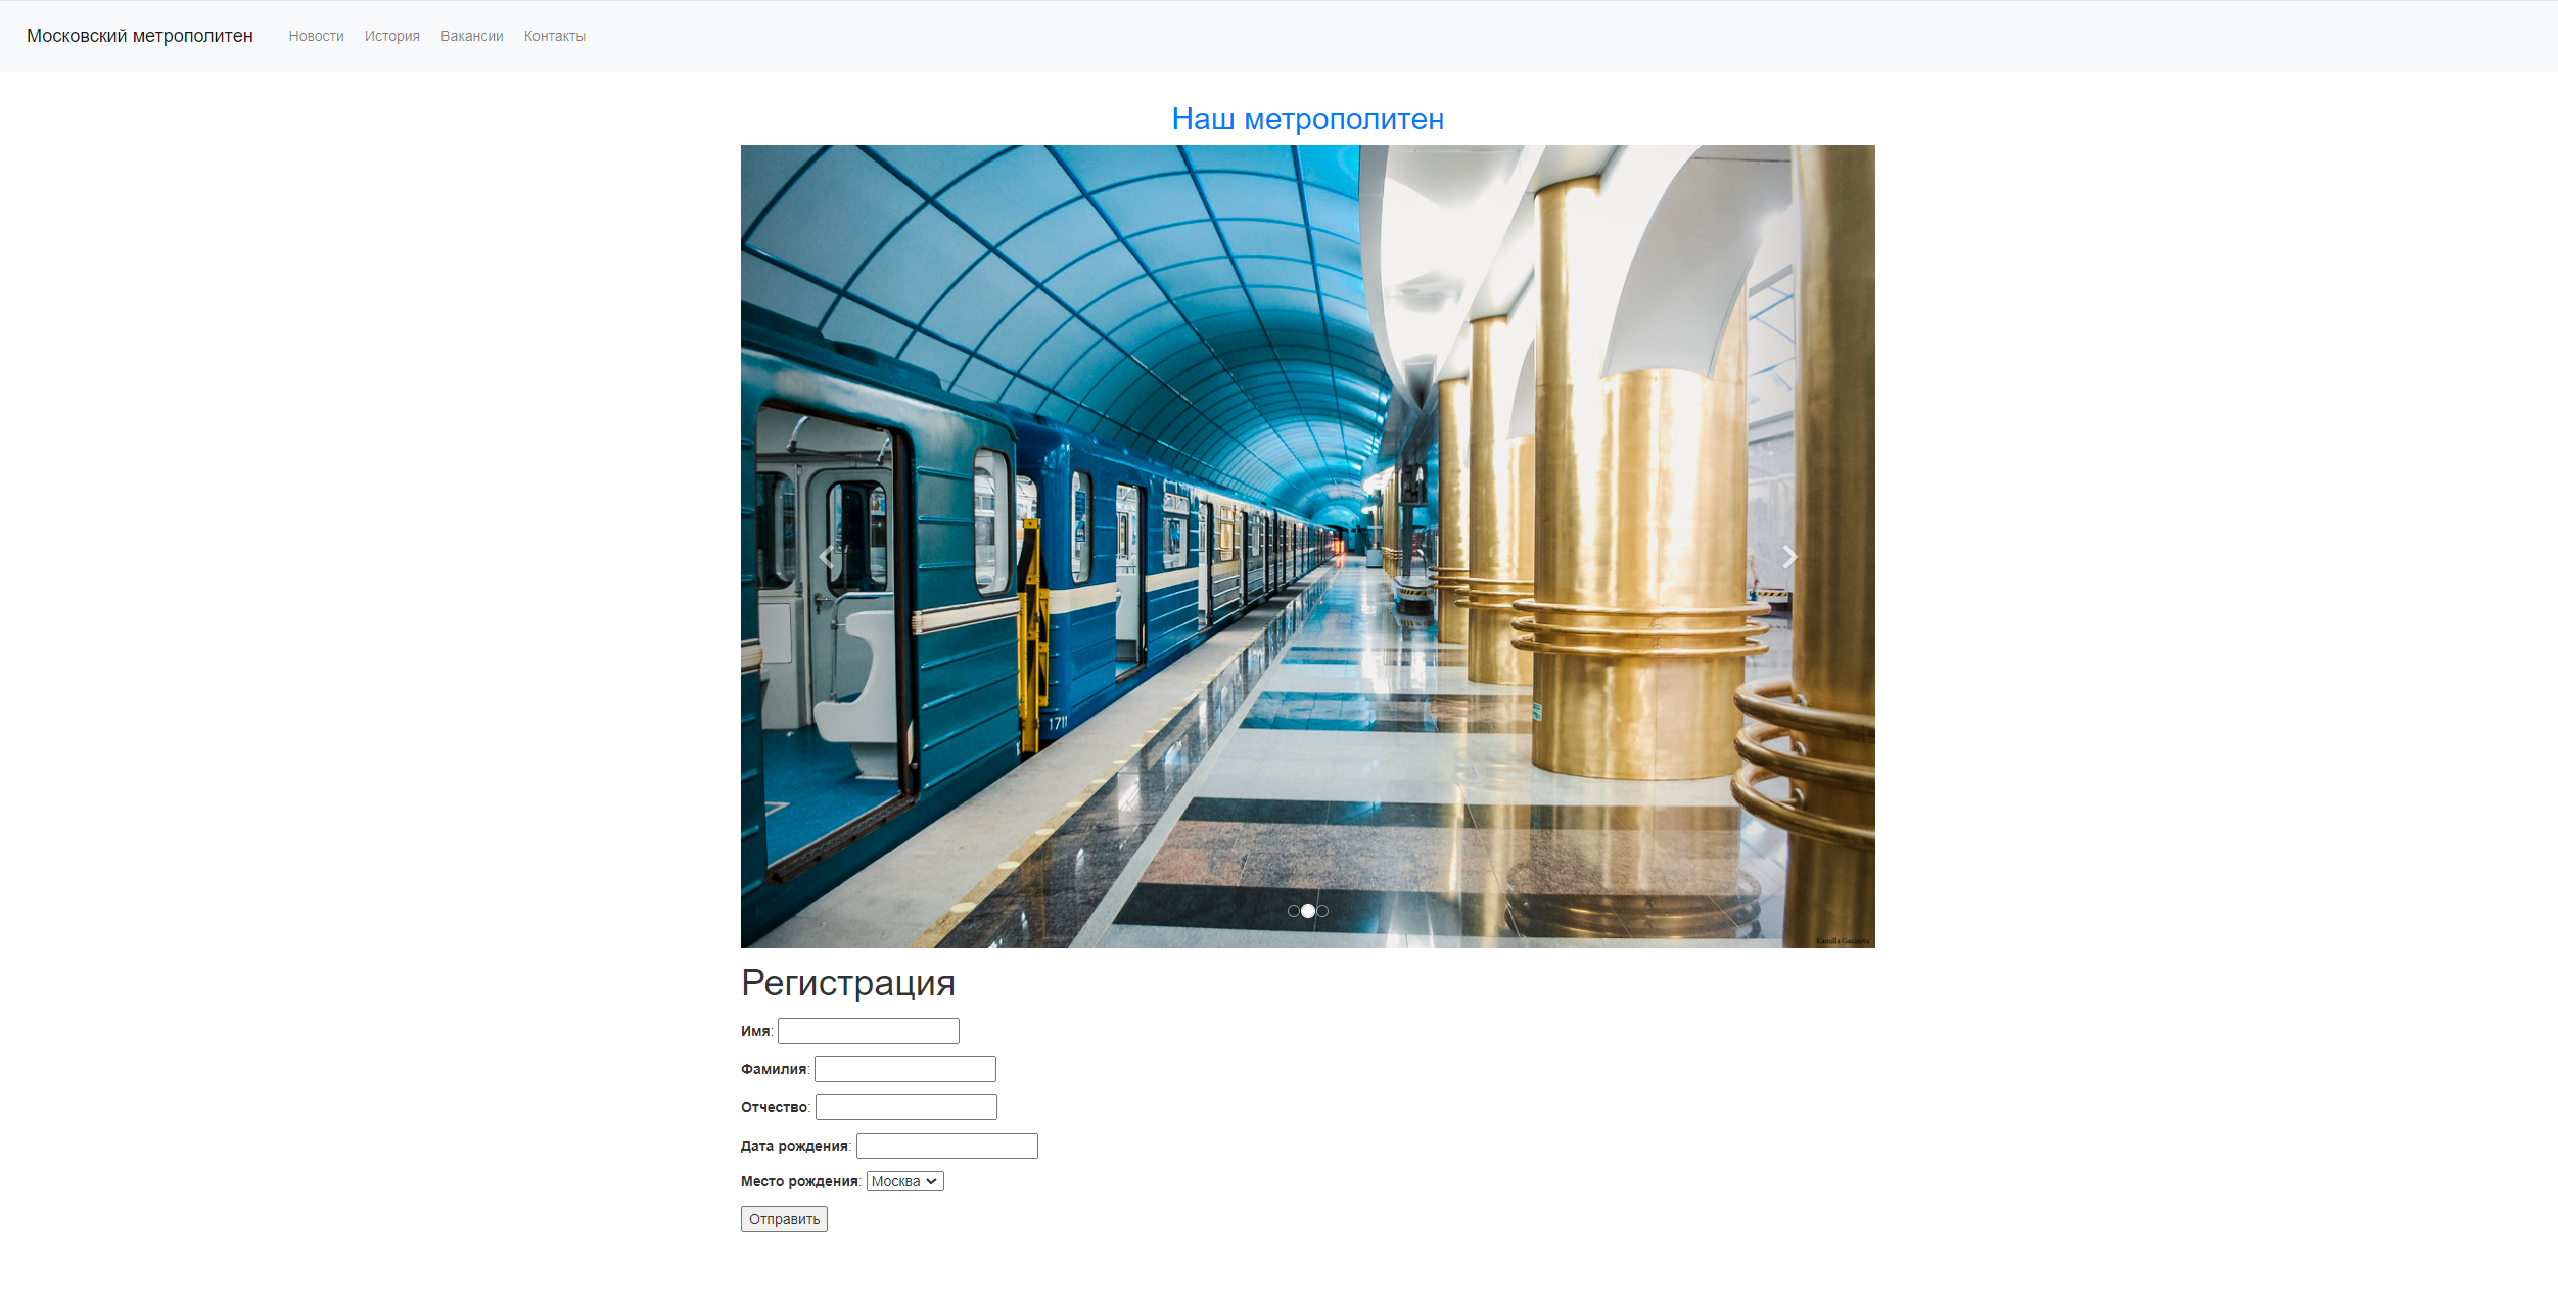 Московский метрополитен Новости История Вакансии Контакты
Наш метрополитен
1711
Регистрация
Имя:
Фамилия:
Отчество:
Дата рождения:
Место рождения: Москва
Отправить